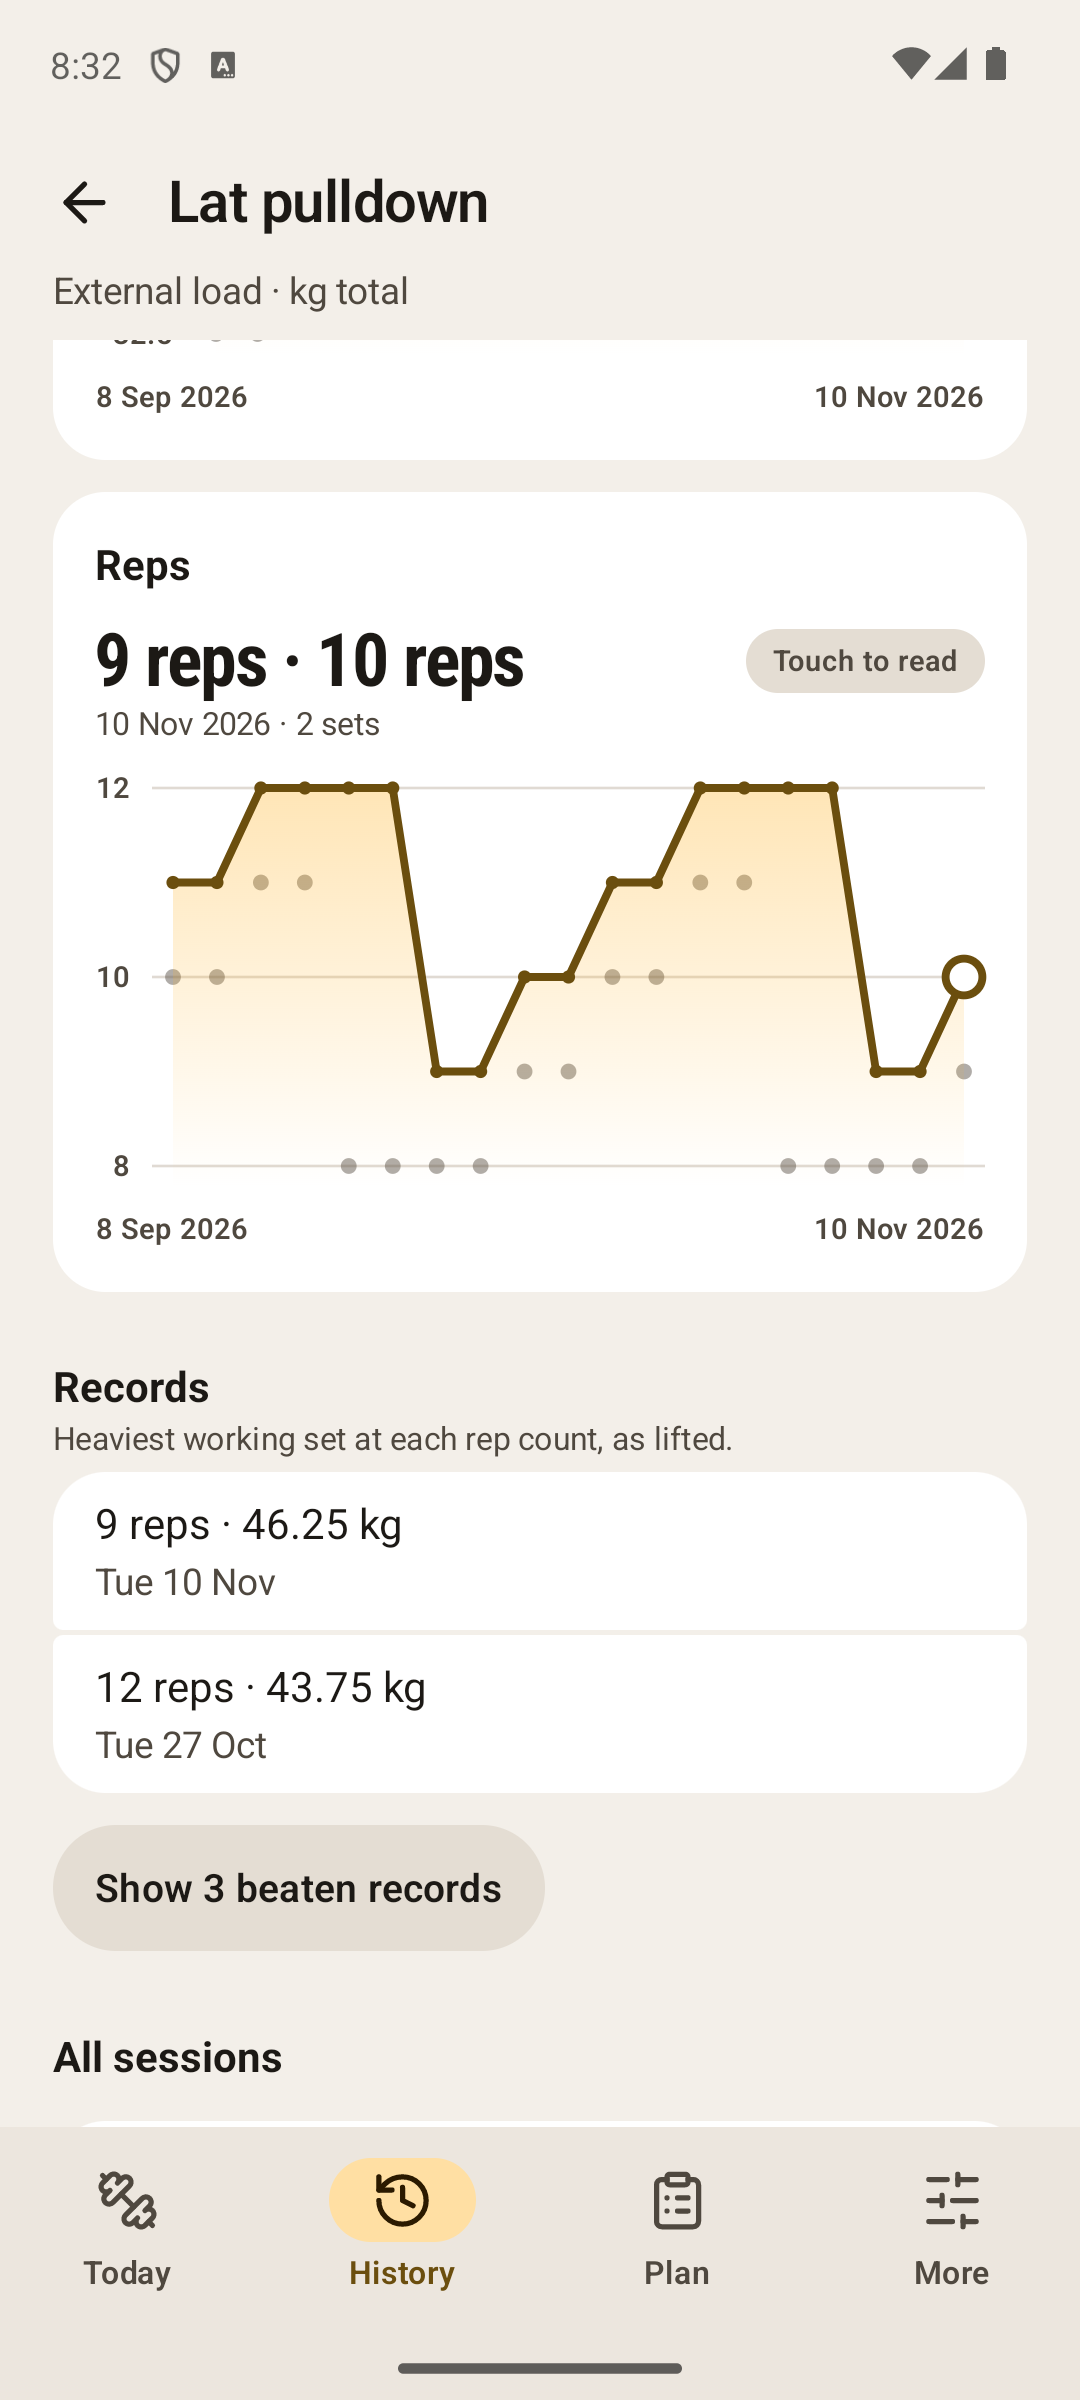 8:32
Lat pulldown
External load · kg total
8 Sep 2026 10 Nov 2026
Reps
9 reps · 10 reps
Touch to read
10 Nov 2026 · 2 sets
12
10
8
8 Sep 2026 10 Nov 2026
Records
Heaviest working set at each rep count, as lifted.
9 reps · 46.25 kg
Tue 10 Nov
12 reps · 43.75 kg
Tue 27 Oct
Show 3 beaten records
All sessions
Today History Plan More